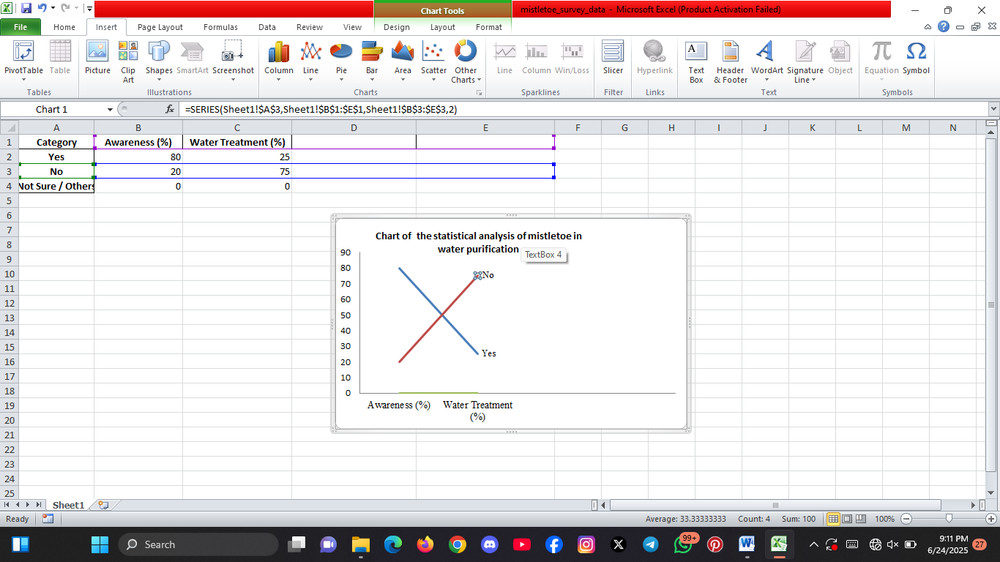 Chart Tools
mistletoe_survey_data - Microsoft Excel (Product Activation Failed)
File Home Insert Page Layout Formulas Data Review View Design Layout Format
PivotTable Table Picture Clip Art Shapes SmartArt Screenshot Column Line Pie Bar Area Scatter Other Charts Line Column Win/Loss Slicer Hyperlink Text Box Header & Footer WordArt Signature Line Object Equation Symbol
Tables Illustrations Charts Sparklines Filter Links Text Symbols
Chart 1 fx =SERIES(Sheet1!$A$3,Sheet1!$B$1:$E$1,Sheet1!$B$3:$E$3,2)
A B C D E F G H I J K L M N
1 Category Awareness (%) Water Treatment (%)
2 Yes 80 25
3 No 20 75
4 Not Sure / Others 0 0
5
6
7
8
9
10
11
12
13
14
15
16
17
18
19
20
21
22
23
24
25
Chart of  the statistical analysis of mistletoe in
water purification
TextBox 4
90
80
70
60
50
40
30
20
10
0
No
Yes
Awareness (%) Water Treatment
(%)
Sheet1
Ready Average: 33.33333333 Count: 4 Sum: 100 100%
Search 99+ 9:11 PM
6/24/2025 27